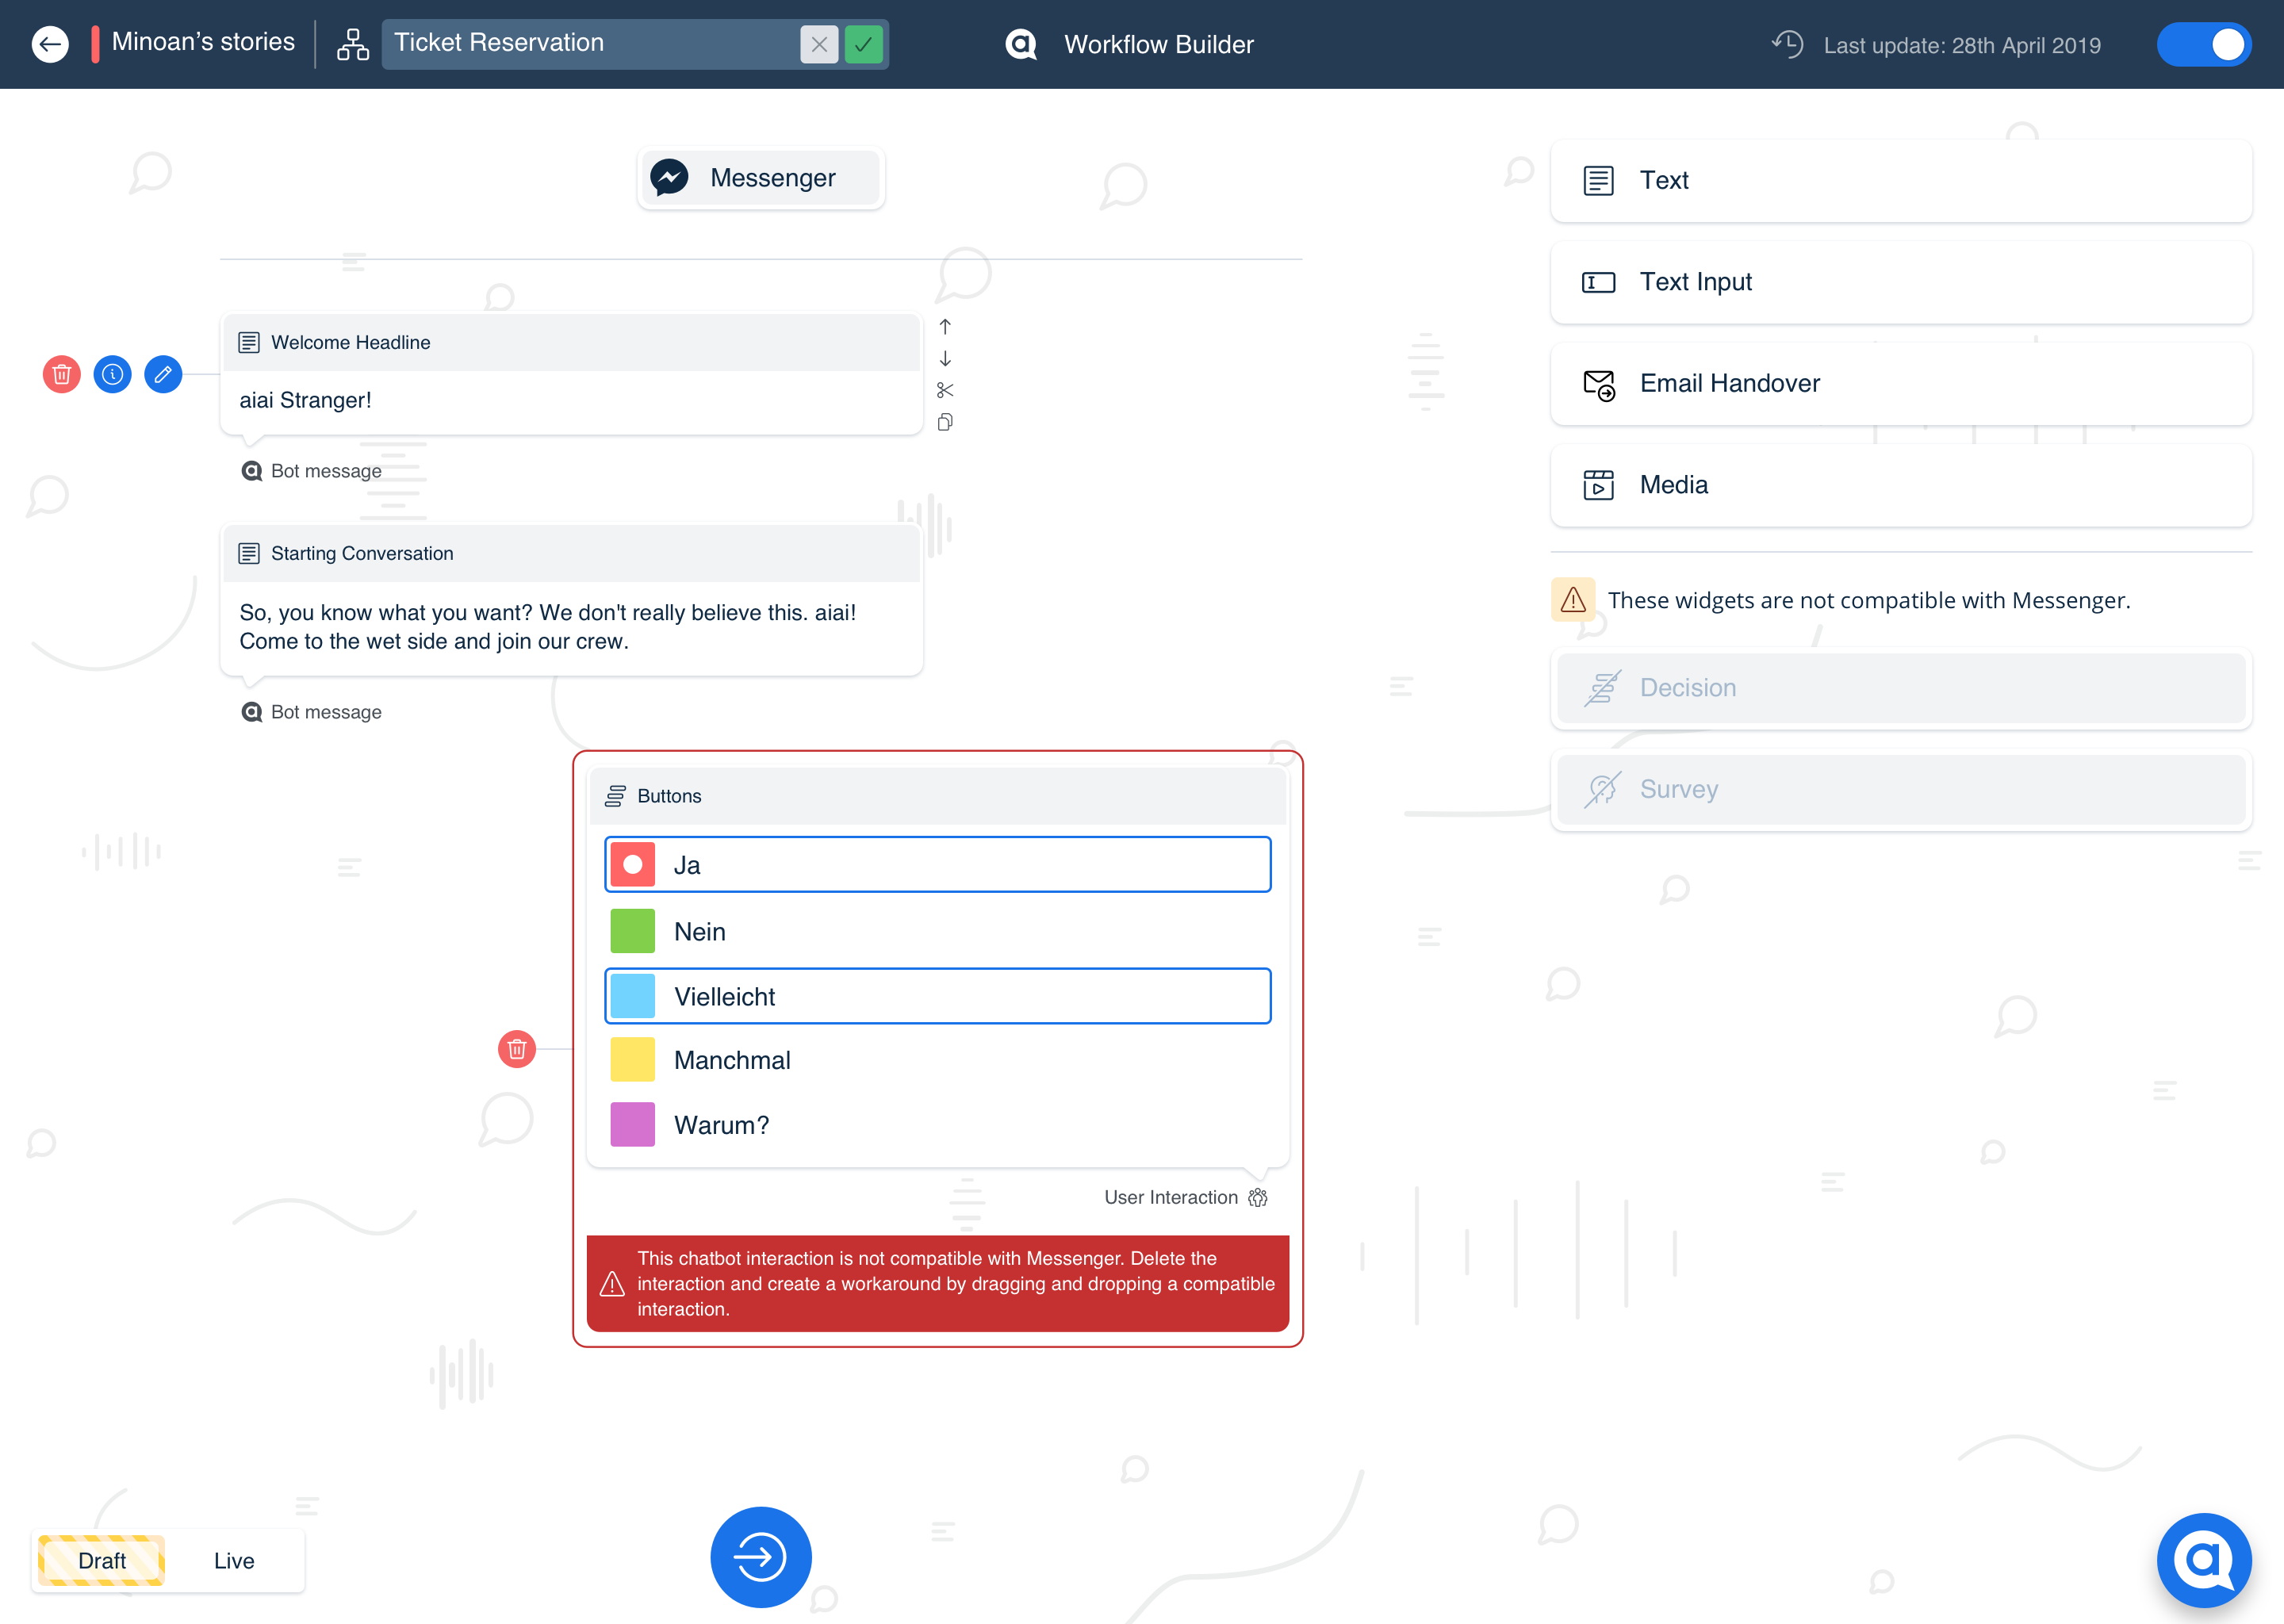 Minoan’s stories
Ticket Reservation
Workflow Builder
Last update: 28th April 2019
Messenger
Welcome Headline
aiai Stranger!
Bot message
Starting Conversation
So, you know what you want? We don't really believe this. aiai!
Come to the wet side and join our crew.
Bot message
Buttons
Ja
Nein
Vielleicht
Manchmal
Warum?
User Interaction
This chatbot interaction is not compatible with Messenger. Delete the
interaction and create a workaround by dragging and dropping a compatible
interaction.
Text
Text Input
Email Handover
Media
These widgets are not compatible with Messenger.
Decision
Survey
Draft
Live